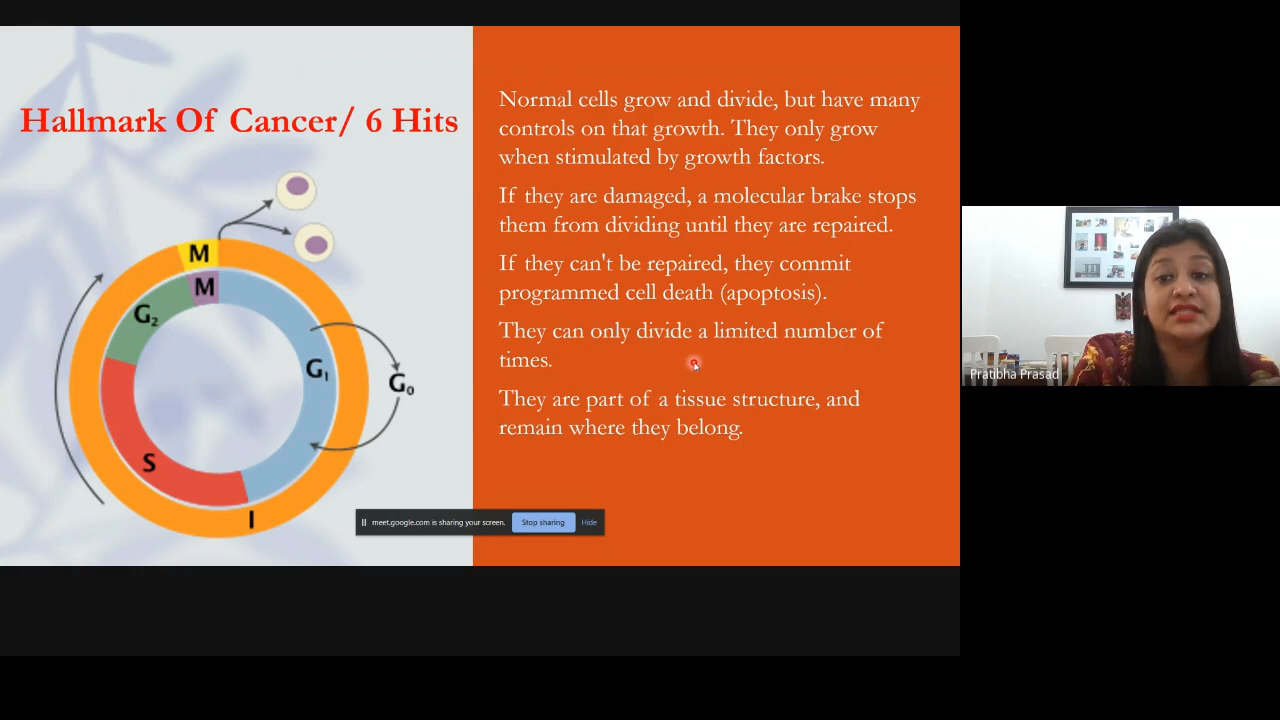 Hallmark Of Cancer/ 6 Hits
M
M
G2
G1
G0
S
I
Normal cells grow and divide, but have many
controls on that growth. They only grow
when stimulated by growth factors.
If they are damaged, a molecular brake stops
them from dividing until they are repaired.
If they can't be repaired, they commit
programmed cell death (apoptosis).
They can only divide a limited number of
times.
They are part of a tissue structure, and
remain where they belong.
meet.google.com is sharing your screen. Stop sharing Hide
Pratibha Prasad